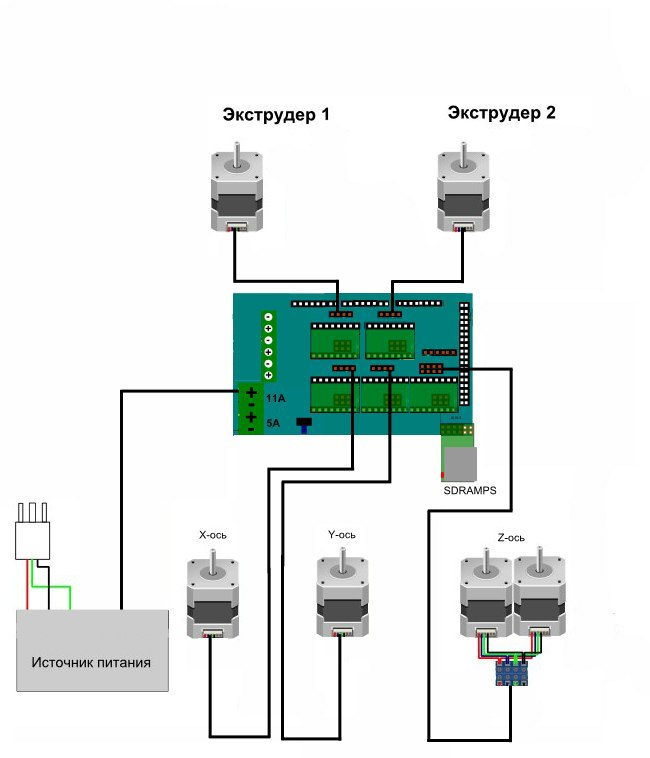 Экструдер 1
Экструдер 2
11A
5A
SDRAMPS
X-ось
Y-ось
Z-ось
Источник питания